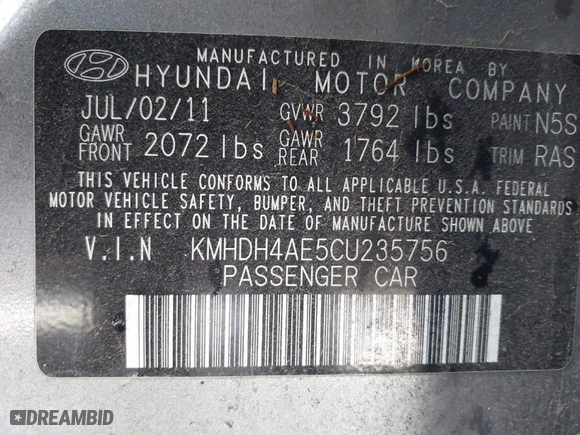 MANUFACTURED IN KOREA BY
HYUNDAI MOTOR COMPANY
JUL/02/11 GVWR 3792 lbs PAINT N5S
GAWR FRONT 2072 lbs GAWR REAR 1764 lbs TRIM RAS
THIS VEHICLE CONFORMS TO ALL APPLICABLE U.S.A. FEDERAL
MOTOR VEHICLE SAFETY, BUMPER, AND THEFT PREVENTION STANDARDS
IN EFFECT ON THE DATE OF MANUFACTURE SHOWN ABOVE.
V.I.N KMHDH4AE5CU235756
PASSENGER CAR
DREAMBID